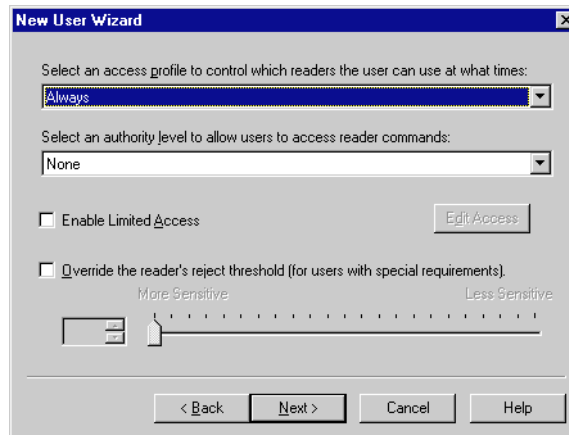 New User Wizard
Select an access profile to control which readers the user can use at what times:
Always
Select an authority level to allow users to access reader commands:
None
Enable Limited Access
Edit Access
Override the reader's reject threshold (for users with special requirements).
More Sensitive Less Sensitive
< Back Next > Cancel Help